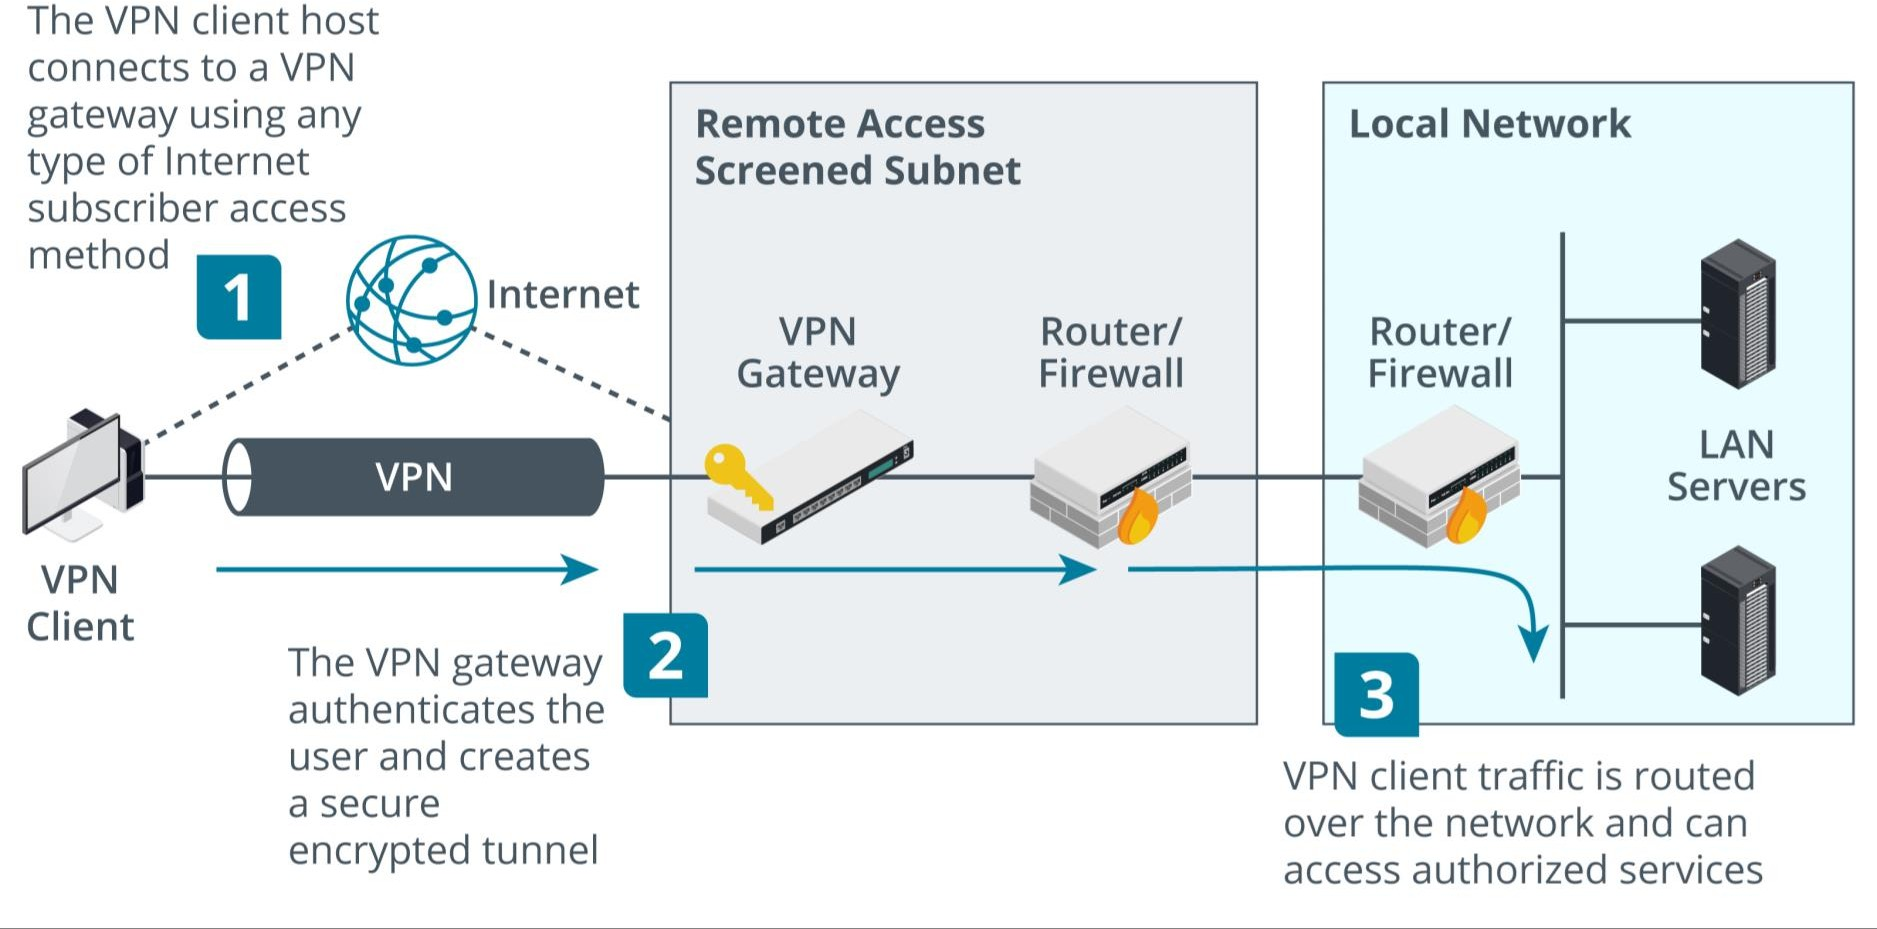 The VPN client host
connects to a VPN
gateway using any
type of Internet
subscriber access
method
1
Internet
Remote Access
Screened Subnet
Local Network
VPN
Gateway
Router/
Firewall
Router/
Firewall
LAN
Servers
VPN
VPN
Client
2
The VPN gateway
authenticates the
user and creates
a secure
encrypted tunnel
3
VPN client traffic is routed
over the network and can
access authorized services